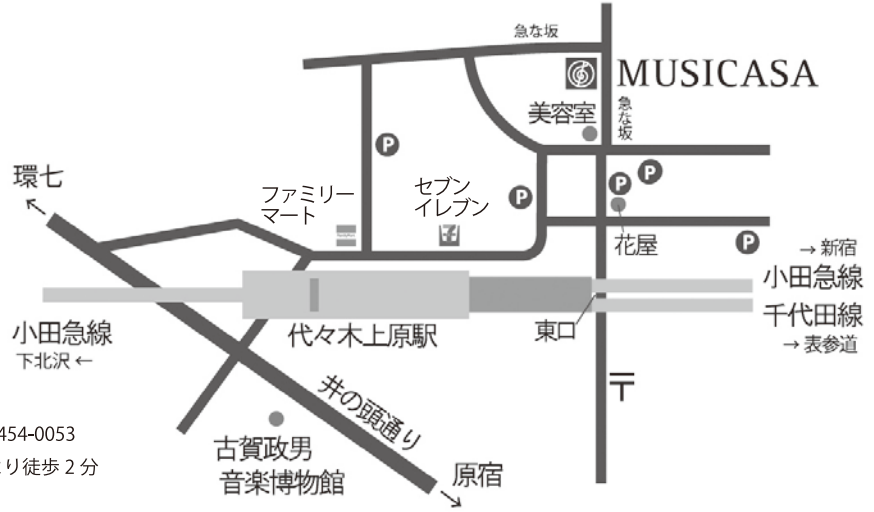 急な坂
MUSICASA
美容室
急な坂
P
環七
ファミリー
マート
セブン
イレブン
P
P
P
花屋
P
→ 新宿
小田急線
千代田線
→ 表参道
小田急線
下北沢 ←
代々木上原駅
東口
〒
井の頭通り
古賀政男
音楽博物館
原宿
454-0053
り徒歩 2 分